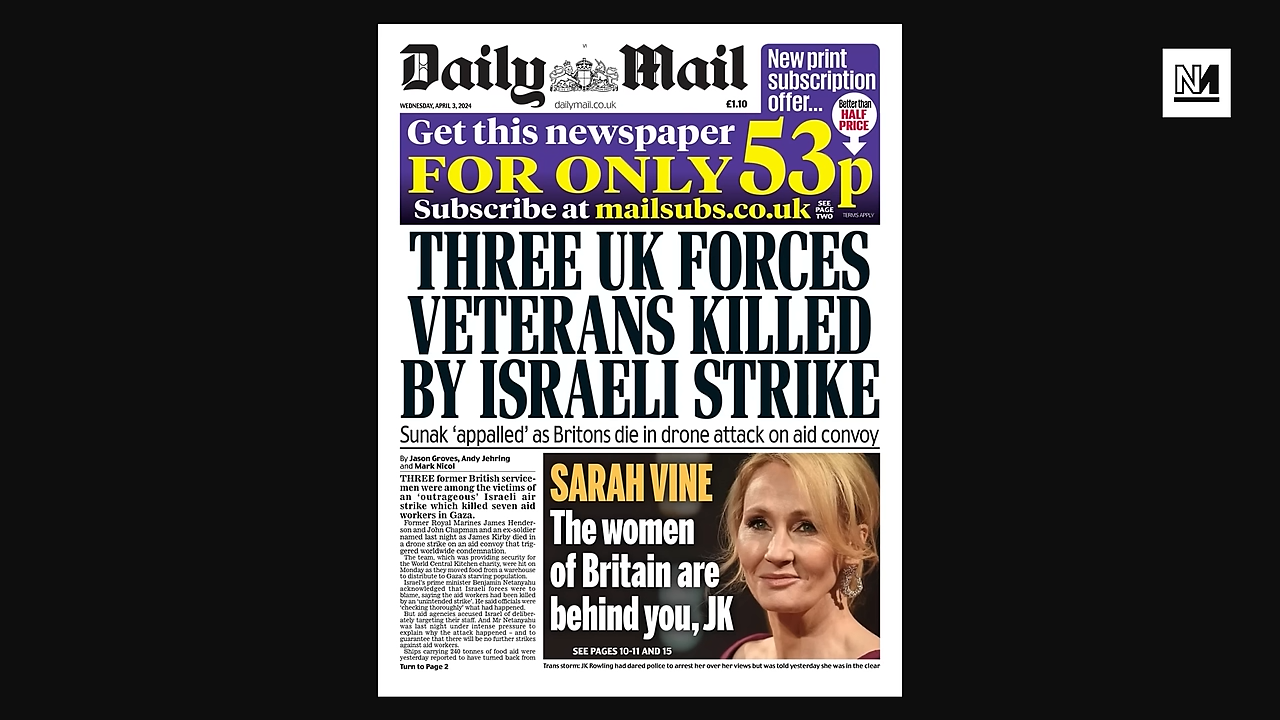 Daily Mail
WEDNESDAY, APRIL 3, 2024
dailymail.co.uk
£1.10
New print
subscription
offer...
Better than
HALF
PRICE
Get this newspaper
FOR ONLY 53p
Subscribe at mailsubs.co.uk
SEE
PAGE
TWO
TERMS APPLY
THREE UK FORCES
VETERANS KILLED
BY ISRAELI STRIKE
Sunak ‘appalled’ as Britons die in drone attack on aid convoy
By Jason Groves, Andy Jehring
and Mark Nicol
THREE former British service-
men were among the victims of
an ‘outrageous’ Israeli air
strike which killed seven aid
workers in Gaza.
Former Royal Marines James Hender-
son and John Chapman and an ex-soldier
named last night as James Kirby died in
a drone strike on an aid convoy that trig-
gered worldwide condemnation.
The team, which was providing security for
the World Central Kitchen charity, were hit on
Monday as they moved food from a warehouse
to distribute to Gaza's starving population.
Israel's prime minister Benjamin Netanyahu
acknowledged that Israeli forces were to
blame, saying the aid workers had been killed
by an ‘unintended strike’. He said officials were
‘checking thoroughly’ what had happened.
But aid agencies accused Israel of deliber-
ately targeting their staff. And Mr Netanyahu
was last night under intense pressure to
explain why the attack happened – and to
guarantee that there will be no further strikes
against aid workers.
Ships carrying 240 tonnes of food aid were
yesterday reported to have turned back from
Turn to Page 2
SARAH VINE
The women
of Britain are
behind you, JK
SEE PAGES 10-11 AND 15
Trans storm: JK Rowling had dared police to arrest her over her views but was told yesterday she was in the clear
NM